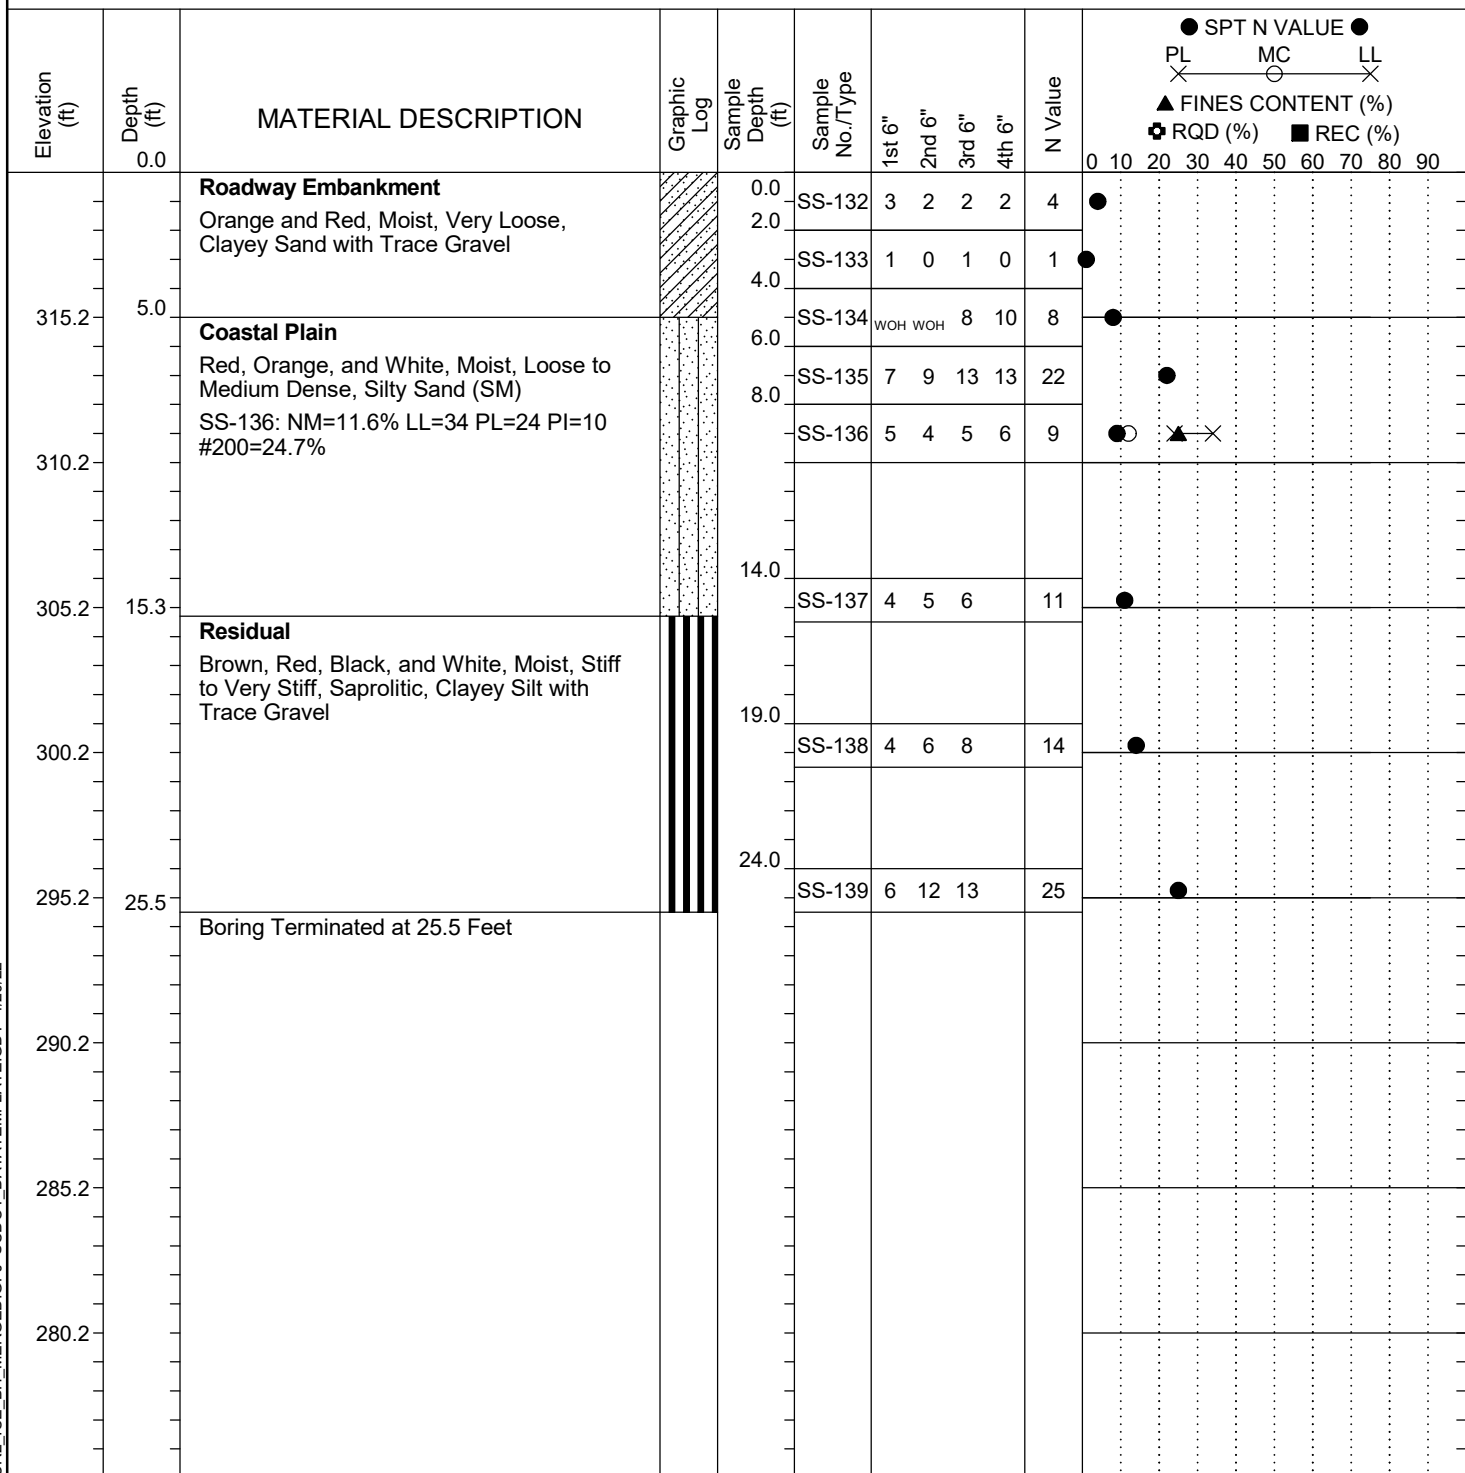 ● SPT N VALUE ●
PL MC LL
▲ FINES CONTENT (%)
RQD (%) ■ REC (%)
0 10 20 30 40 50 60 70 80 90
Elevation (ft)
Depth (ft)
0.0
MATERIAL DESCRIPTION
Graphic Log
Sample Depth (ft)
Sample No./Type
1st 6"
2nd 6"
3rd 6"
4th 6"
N Value
Roadway Embankment
Orange and Red, Moist, Very Loose,
Clayey Sand with Trace Gravel
0.0
SS-132 3 2 2 2 4
2.0
SS-133 1 0 1 0 1
4.0
315.2 5.0
SS-134 WOH WOH 8 10 8
Coastal Plain
Red, Orange, and White, Moist, Loose to
Medium Dense, Silty Sand (SM)
6.0
SS-135 7 9 13 13 22
8.0
SS-136: NM=11.6% LL=34 PL=24 PI=10
#200=24.7%
SS-136 5 4 5 6 9
310.2
14.0
305.2 15.3
SS-137 4 5 6 11
Residual
Brown, Red, Black, and White, Moist, Stiff
to Very Stiff, Saprolitic, Clayey Silt with
Trace Gravel
19.0
300.2
SS-138 4 6 8 14
24.0
295.2 25.5
SS-139 6 12 13 25
Boring Terminated at 25.5 Feet
290.2
285.2
280.2